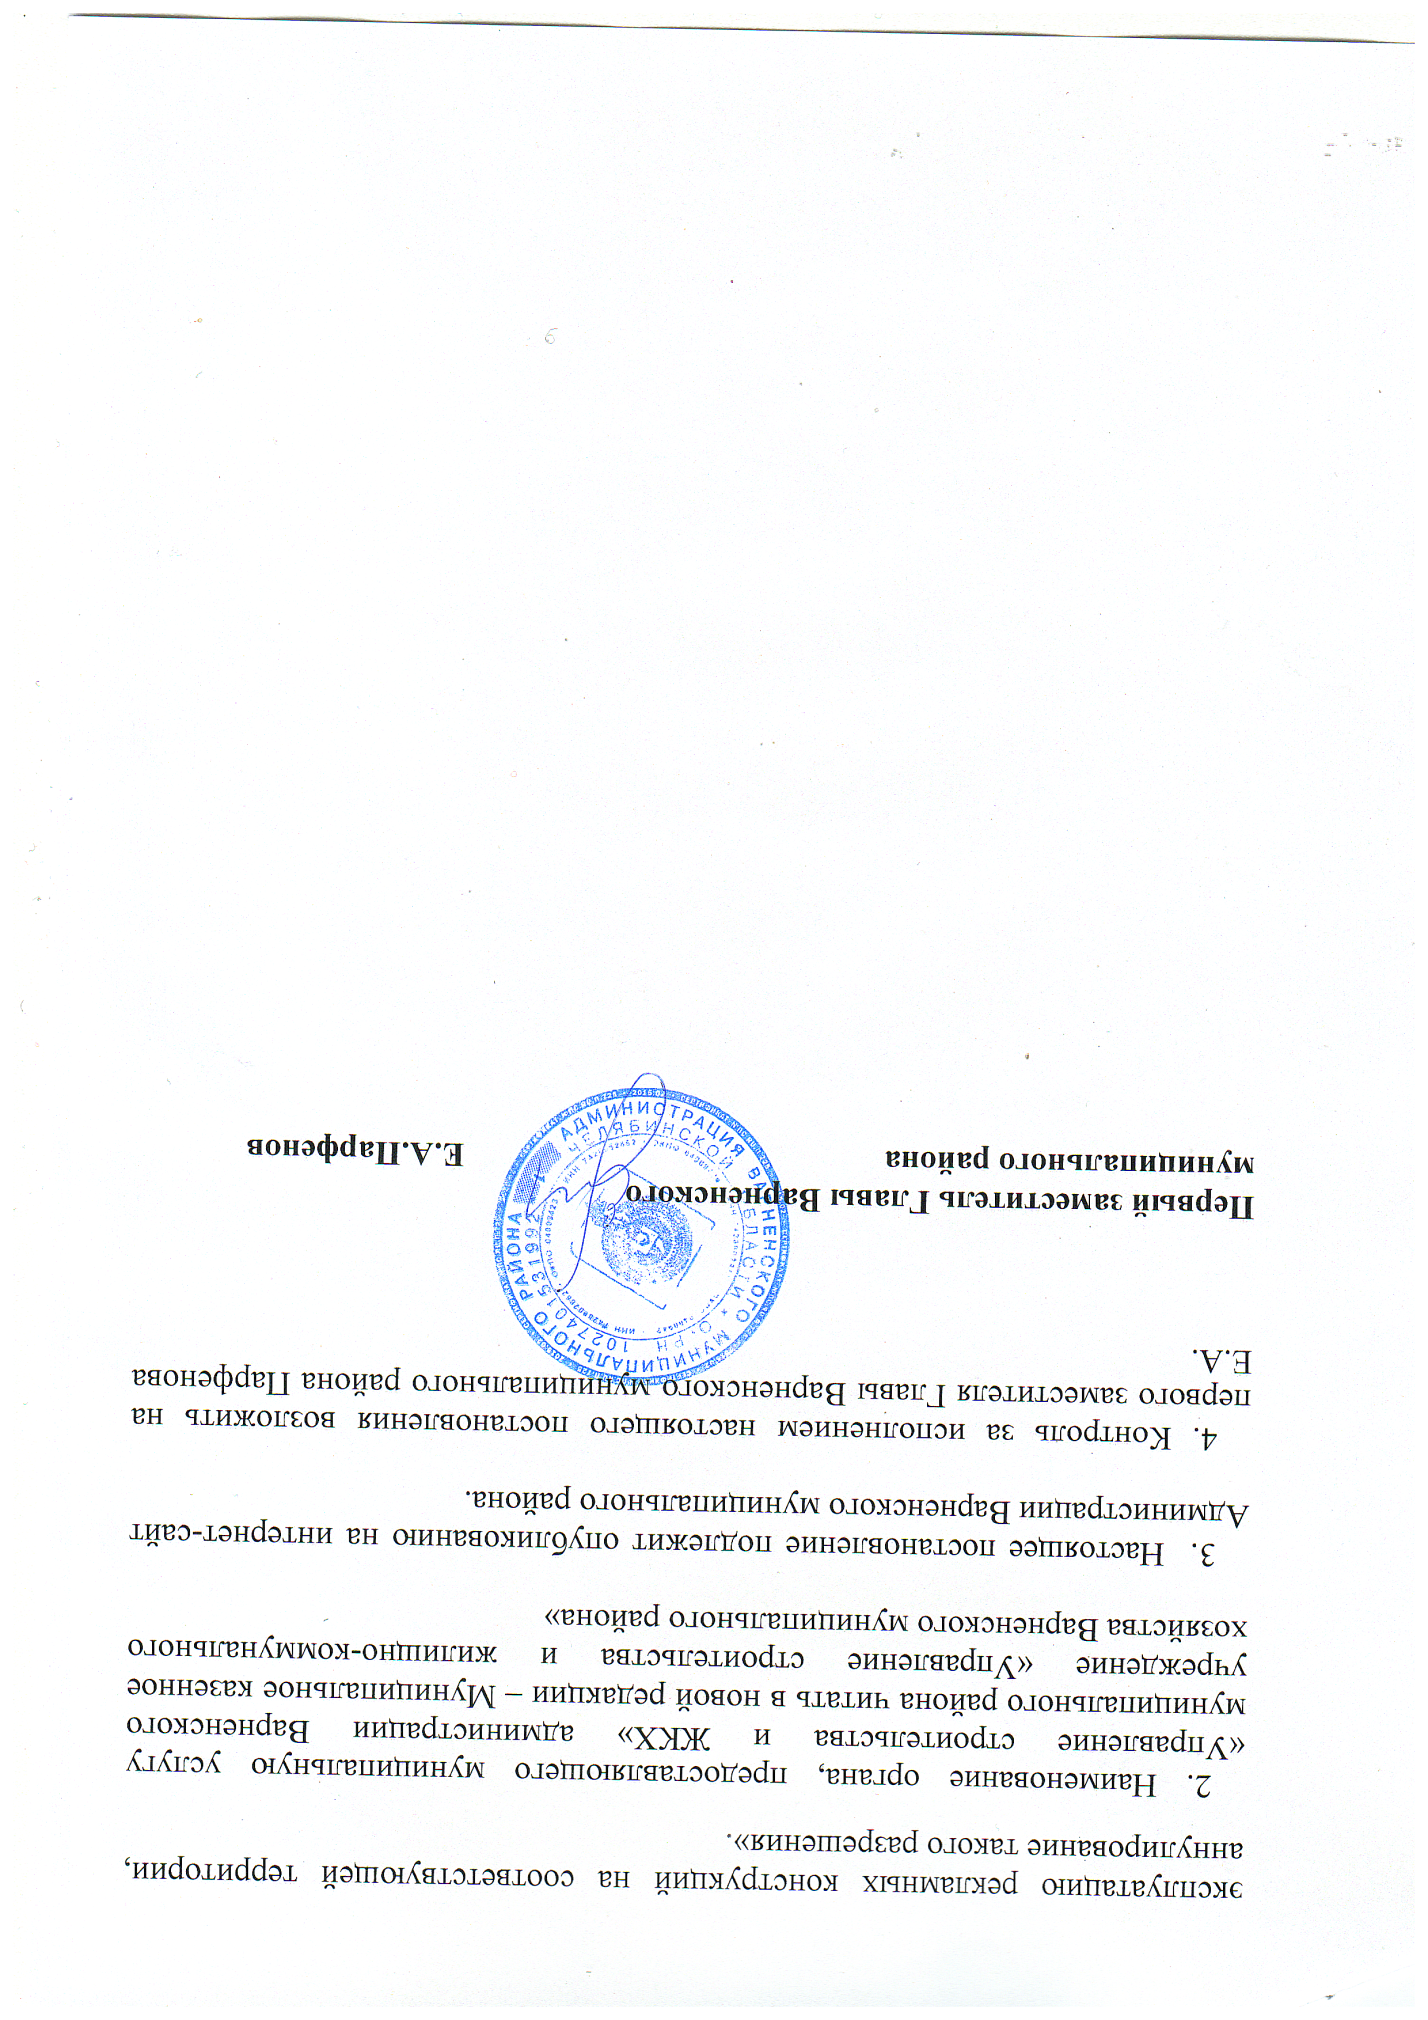 эксплуатацию рекламных конструкций на соответствующей территории,
аннулирование такого разрешения».
2. Наименование органа, предоставляющего муниципальную услугу
«Управление строительства и ЖКХ» администрации Варненского
муниципального района читать в новой редакции – Муниципальное казенное
учреждение «Управление строительства и жилищно-коммунального
хозяйства Варненского муниципального района»
3. Настоящее постановление подлежит опубликованию на интернет-сайт
Администрации Варненского муниципального района.
4. Контроль за исполнением настоящего постановления возложить на
первого заместителя Главы Варненского муниципального района Парфенова
Е.А.
Первый заместитель Главы Варненского
муниципального района Е.А.Парфенов
АДМИНИСТРАЦИЯ ВАРНЕНСКОГО МУНИЦИПАЛЬНОГО РАЙОНА
ЧЕЛЯБИНСКОЙ ОБЛАСТИ * ОГРН 1027401531992